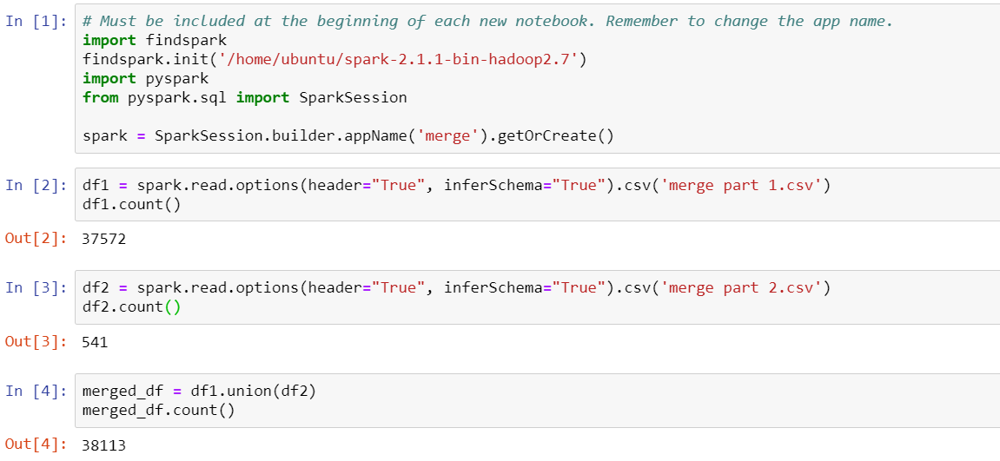 In [1]: # Must be included at the beginning of each new notebook. Remember to change the app name.
import findspark
findspark.init('/home/ubuntu/spark-2.1.1-bin-hadoop2.7')
import pyspark
from pyspark.sql import SparkSession
spark = SparkSession.builder.appName('merge').getOrCreate()
In [2]: df1 = spark.read.options(header="True", inferSchema="True").csv('merge part 1.csv')
df1.count()
Out[2]: 37572
In [3]: df2 = spark.read.options(header="True", inferSchema="True").csv('merge part 2.csv')
df2.count()
Out[3]: 541
In [4]: merged_df = df1.union(df2)
merged_df.count()
Out[4]: 38113